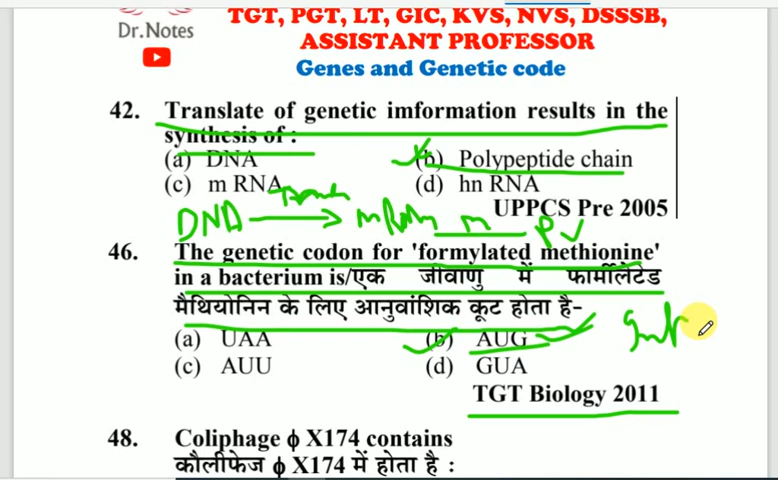 TGT, PGT, LT, GIC, KVS, NVS, DSSSB,
Dr.Notes
ASSISTANT PROFESSOR
Genes and Genetic code
42. Translate of genetic imformation results in the
synthesis of :
(a) DNA (b) Polypeptide chain
(c) m RNA (d) hn RNA
UPPCS Pre 2005
DNA
46. The genetic codon for 'formylated methionine'
in a bacterium is/एक जीवाणु में फार्मीलेटेड
मैथियोनिन के लिए आनुवांशिक कूट होता है-
(a) UAA (b) AUG
(c) AUU (d) GUA
TGT Biology 2011
48. Coliphage ϕ X174 contains
कौलीफेज ϕ X174 में होता है :